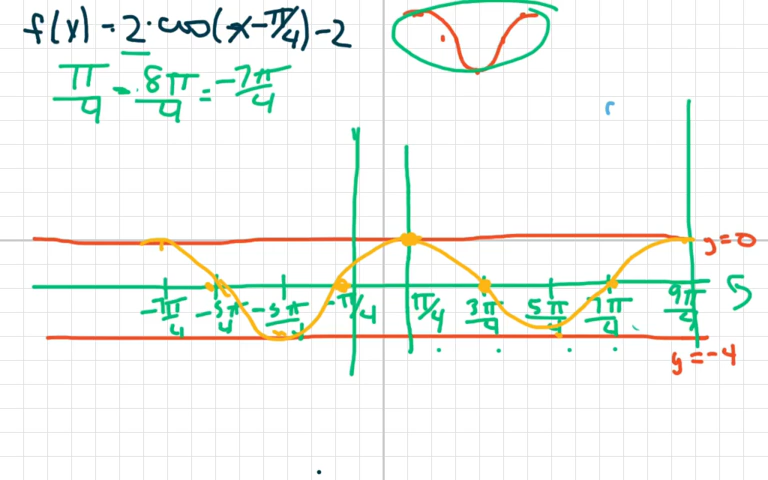 f(x) = 2·cos(x-π/4)-2
π/4 - 8π/4 = -7π/4
y=0
-7π/4 -5π/4 -3π/4 -π/4 π/4 3π/4 5π/4 7π/4 9π/4
y=-4